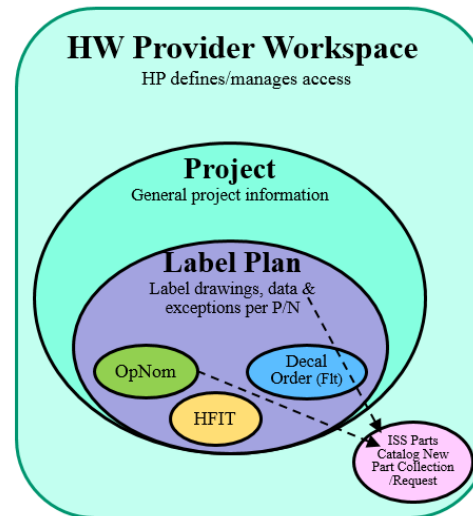 HW Provider Workspace
HP defines/manages access
Project
General project information
Label Plan
Label drawings, data &
exceptions per P/N
OpNom
Decal
Order (Flt)
HFIT
ISS Parts
Catalog New
Part Collection
/Request